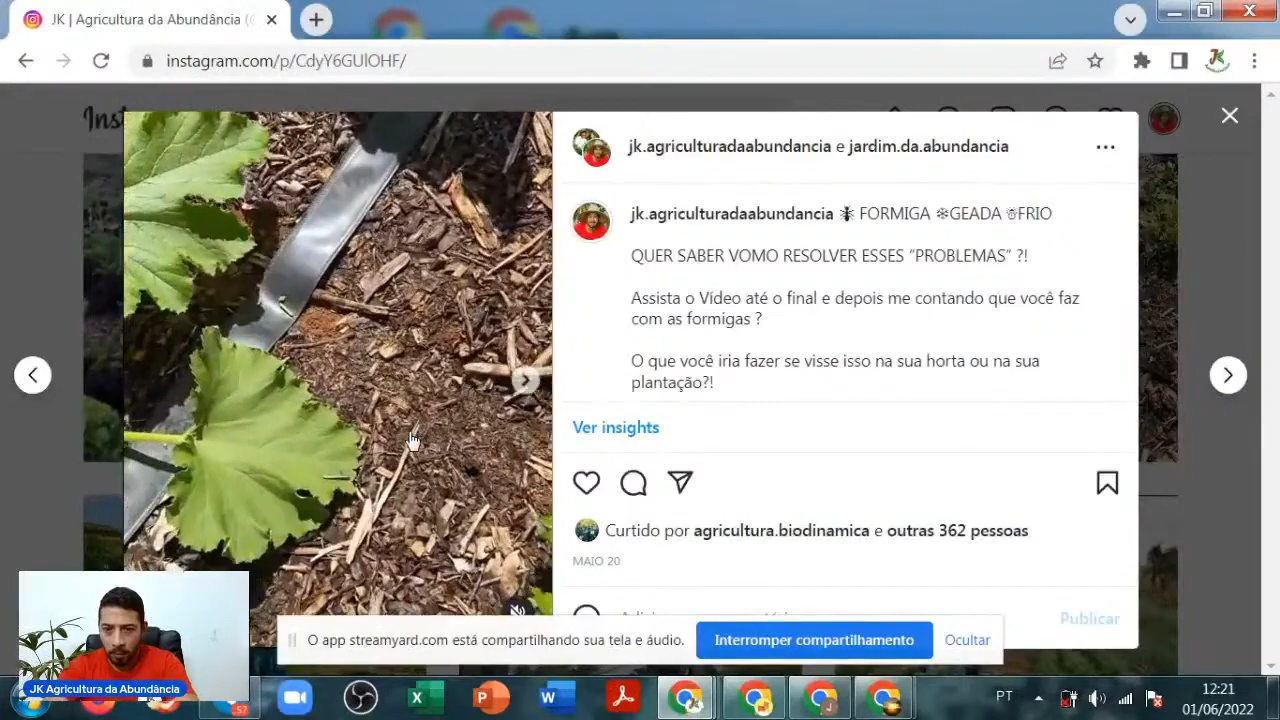 JK | Agricultura da Abundância (
instagram.com/p/CdyY6GUlOHF/
jk.agriculturadaabundancia e jardim.da.abundancia
jk.agriculturadaabundancia 🕷 FORMIGA ❄GEADA ☃FRIO
QUER SABER VOMO RESOLVER ESSES “PROBLEMAS” ?!
Assista o Vídeo até o final e depois me contando que você faz
com as formigas ?
O que você iria fazer se visse isso na sua horta ou na sua
plantação?!
Ver insights
Curtido por agricultura.biodinamica e outras 362 pessoas
MAIO 20
Publicar
O app streamyard.com está compartilhando sua tela e áudio.
Interromper compartilhamento
Ocultar
JK Agricultura da Abundância
57
PT
12:21
01/06/2022